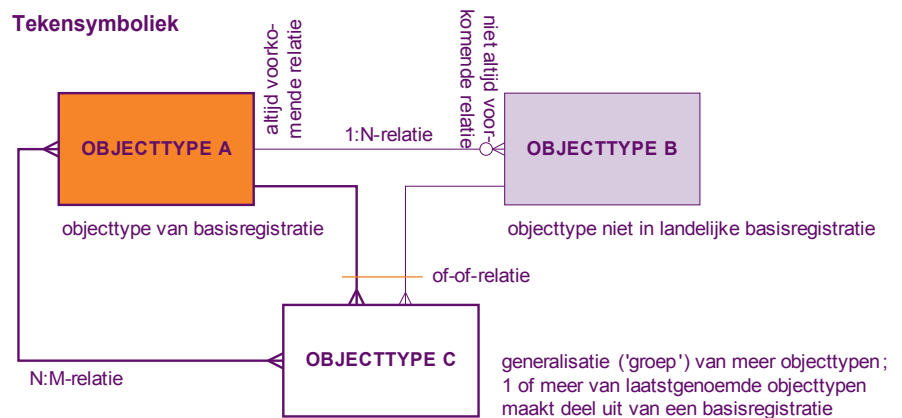 Tekensymboliek
altijd voorko-
mende relatie
niet altijd voor-
komende relatie
1:N-relatie
OBJECTTYPE A
OBJECTTYPE B
objecttype van basisregistratie
objecttype niet in landelijke basisregistratie
of-of-relatie
OBJECTTYPE C
N:M-relatie
generalisatie ('groep') van meer objecttypen;
1 of meer van laatstgenoemde objecttypen
maakt deel uit van een basisregistratie